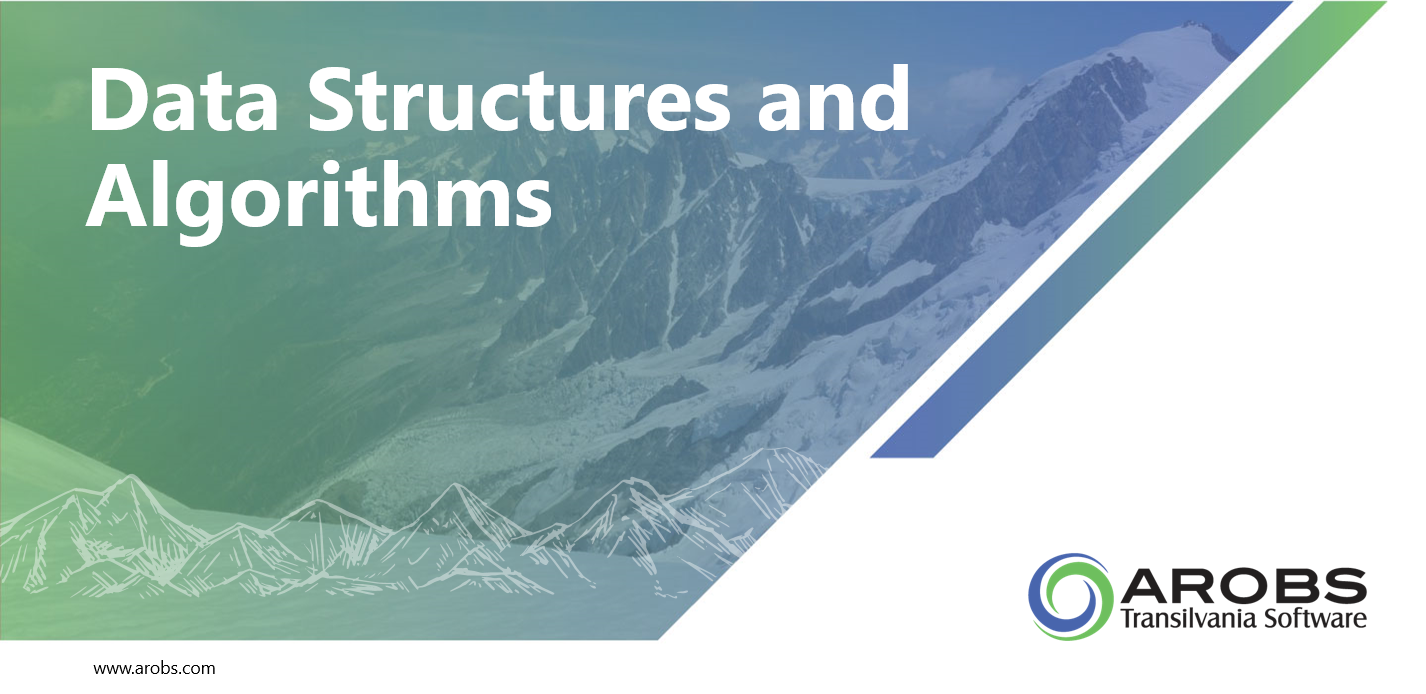 Data Structures and
Algorithms
AROBS
Transilvania Software
www.arobs.com